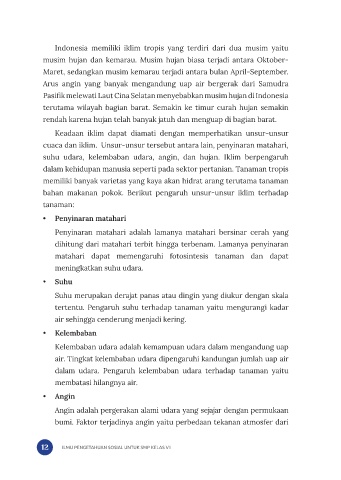 Indonesia memiliki iklim tropis yang terdiri dari dua musim yaitu
musim hujan dan kemarau. Musim hujan biasa terjadi antara Oktober–
Maret, sedangkan musim kemarau terjadi antara bulan April–September.
Arus angin yang banyak mengandung uap air bergerak dari Samudra
Pasifik melewati Laut Cina Selatan menyebabkan musim hujan di Indonesia
terutama wilayah bagian barat. Semakin ke timur curah hujan semakin
rendah karena hujan telah banyak jatuh dan menguap di bagian barat.
Keadaan iklim dapat diamati dengan memperhatikan unsur-unsur
cuaca dan iklim. Unsur-unsur tersebut antara lain, penyinaran matahari,
suhu udara, kelembaban udara, angin, dan hujan. Iklim berpengaruh
dalam kehidupan manusia seperti pada sektor pertanian. Tanaman tropis
memiliki banyak varietas yang kaya akan hidrat arang terutama tanaman
bahan makanan pokok. Berikut pengaruh unsur-unsur iklim terhadap
tanaman:
• Penyinaran matahari
Penyinaran matahari adalah lamanya matahari bersinar cerah yang
dihitung dari matahari terbit hingga terbenam. Lamanya penyinaran
matahari dapat memengaruhi fotosintesis tanaman dan dapat
meningkatkan suhu udara.
• Suhu
Suhu merupakan derajat panas atau dingin yang diukur dengan skala
tertentu. Pengaruh suhu terhadap tanaman yaitu mengurangi kadar
air sehingga cenderung menjadi kering.
• Kelembaban
Kelembaban udara adalah kemampuan udara dalam mengandung uap
air. Tingkat kelembaban udara dipengaruhi kandungan jumlah uap air
dalam udara. Pengaruh kelembaban udara terhadap tanaman yaitu
membatasi hilangnya air.
• Angin
Angin adalah pergerakan alami udara yang sejajar dengan permukaan
bumi. Faktor terjadinya angin yaitu perbedaan tekanan atmosfer dari
12 ILMU PENGETAHUAN SOSIAL UNTUK SMP KELAS VII